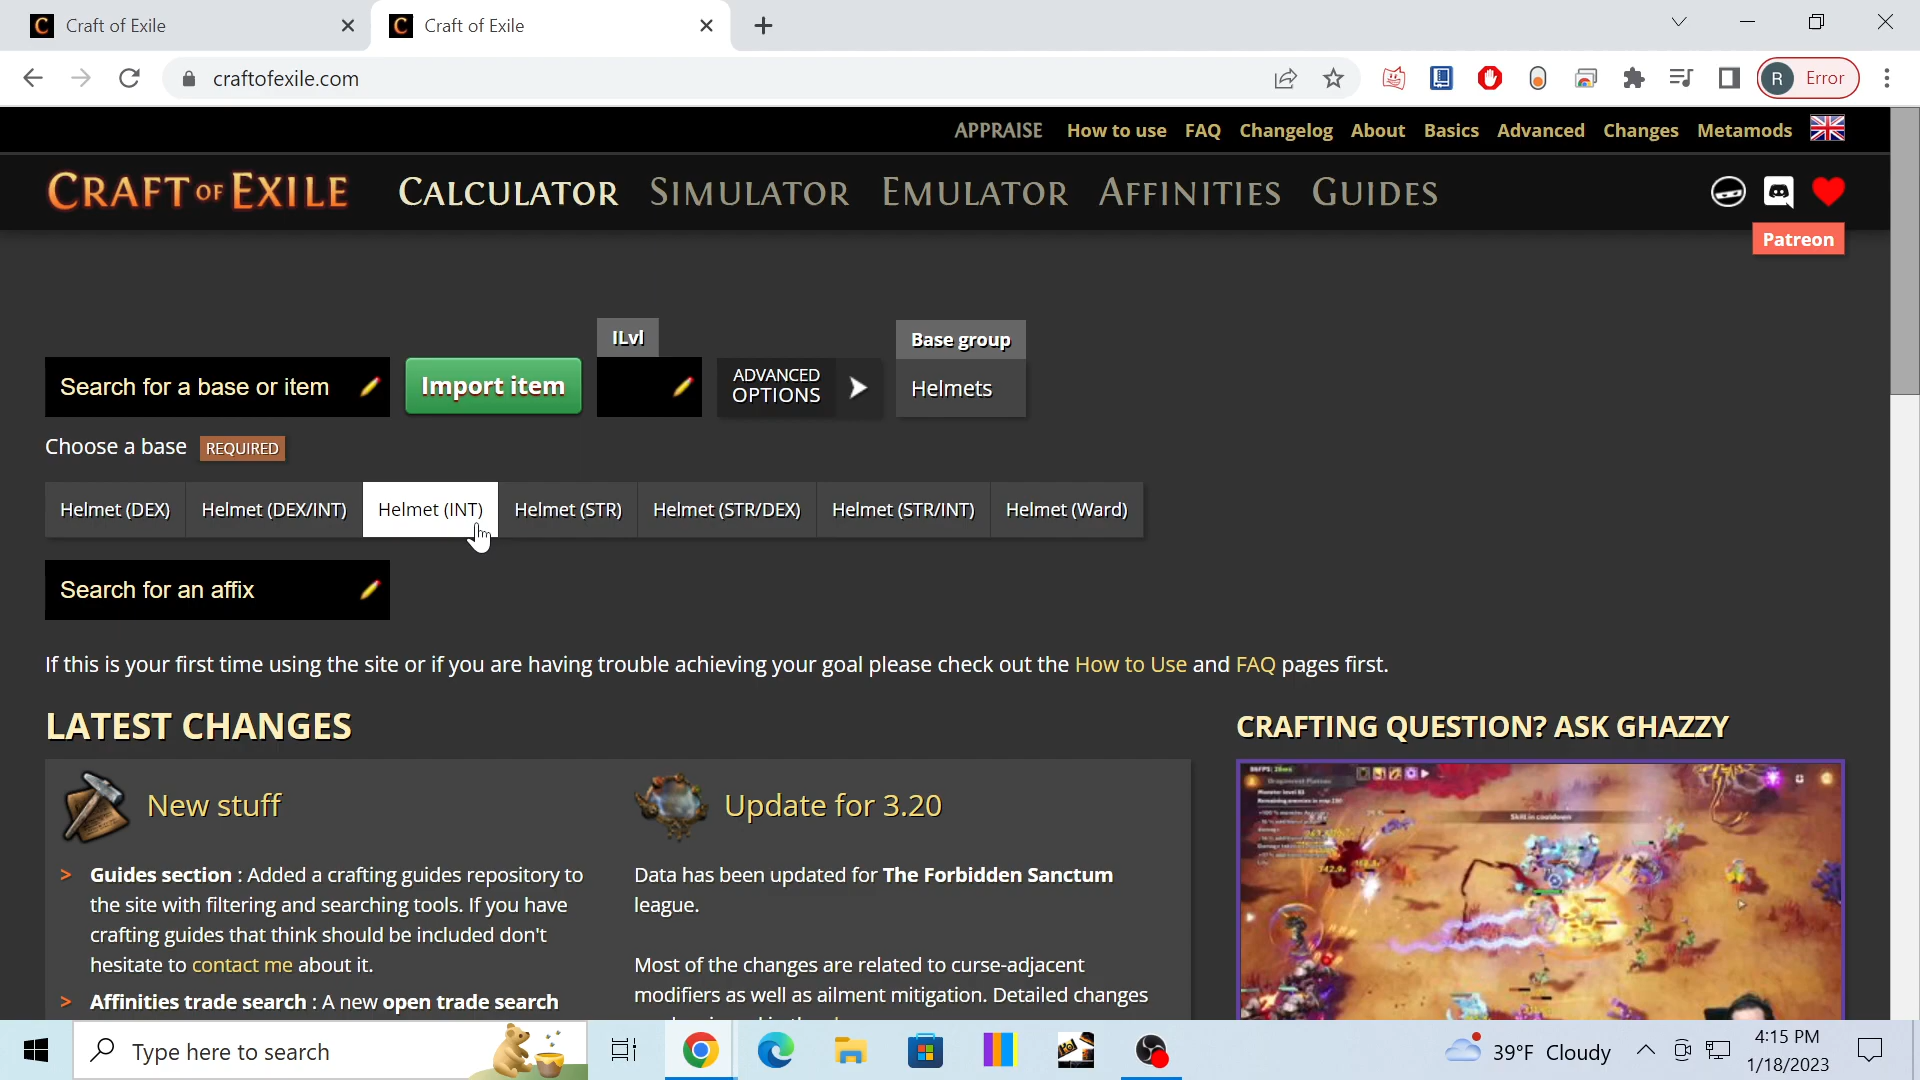 Craft of Exile
Craft of Exile
craftofexile.com
R Error
APPRAISE How to use FAQ Changelog About Basics Advanced Changes Metamods
CRAFT OF EXILE CALCULATOR SIMULATOR EMULATOR AFFINITIES GUIDES
Patreon
ILvl
Base group
Search for a base or item
Import item
ADVANCED
OPTIONS
Helmets
Choose a base REQUIRED
Helmet (DEX) Helmet (DEX/INT) Helmet (INT) Helmet (STR) Helmet (STR/DEX) Helmet (STR/INT) Helmet (Ward)
Search for an affix
If this is your first time using the site or if you are having trouble achieving your goal please check out the How to Use and FAQ pages first.
LATEST CHANGES
New stuff
> Guides section : Added a crafting guides repository to
the site with filtering and searching tools. If you have
crafting guides that think should be included don't
hesitate to contact me about it.
> Affinities trade search : A new open trade search
Update for 3.20
Data has been updated for The Forbidden Sanctum
league.
Most of the changes are related to curse-adjacent
modifiers as well as ailment mitigation. Detailed changes
CRAFTING QUESTION? ASK GHAZZY
Skill in cooldown
Type here to search
39°F Cloudy
4:15 PM
1/18/2023